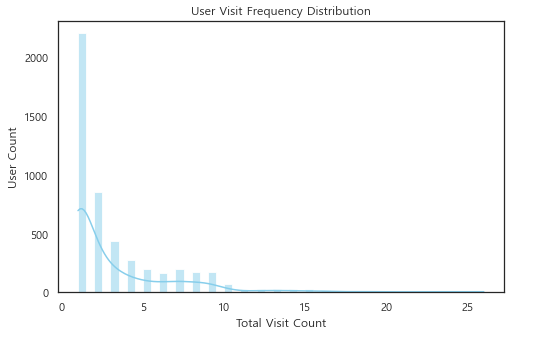 User Visit Frequency Distribution
2000
1500
1000
500
0
User Count
0 5 10 15 20 25
Total Visit Count